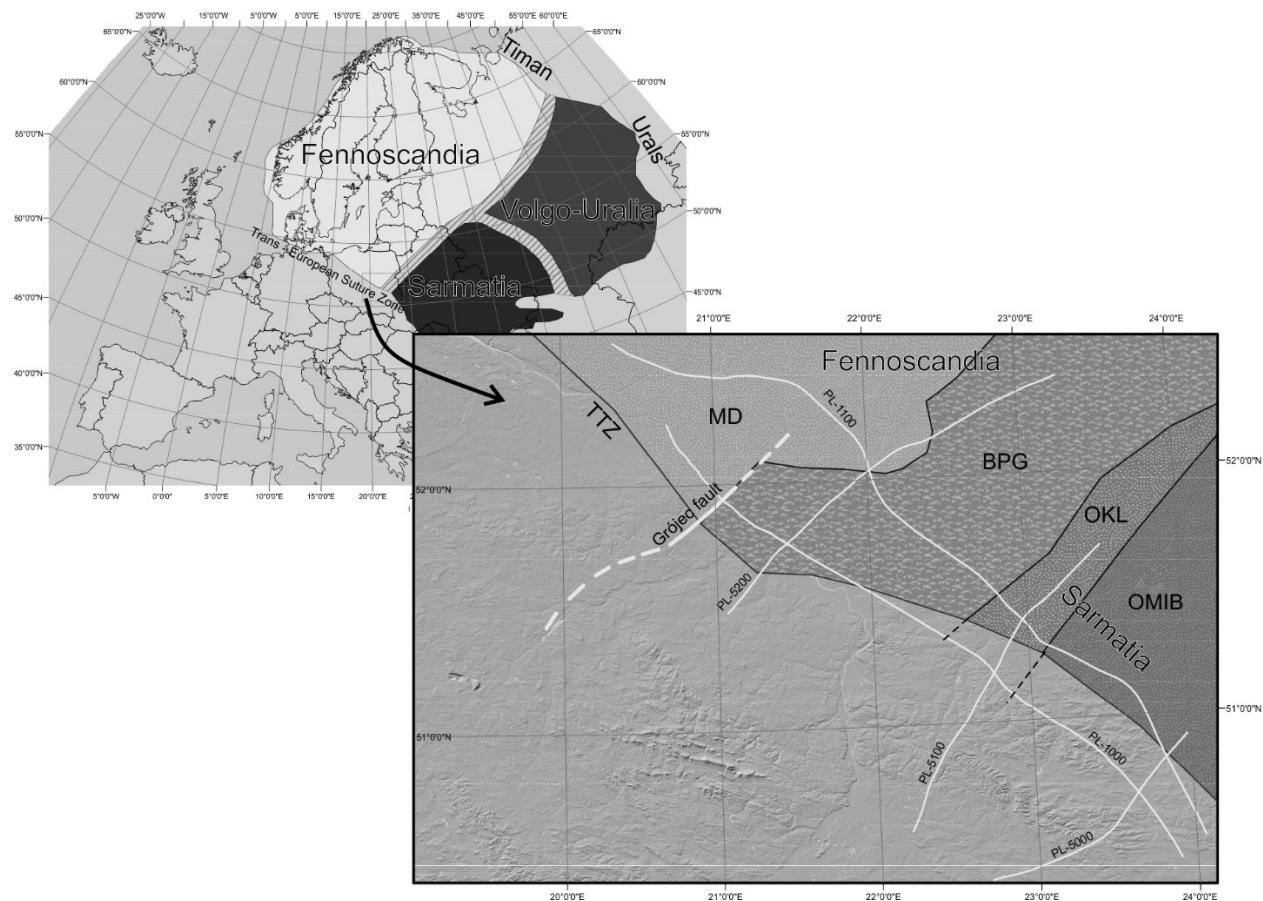 25°0'0"W
15°0'0"W
5°0'0"W
5°0'0"E
15°0'0"E
25°0'0"E
35°0'0"E
45°0'0"E
55°0'0"E
60°0'0"E
65°0'0"N
65°0'0"N
60°0'0"N
60°0'0"N
55°0'0"N
55°0'0"N
50°0'0"N
50°0'0"N
45°0'0"N
45°0'0"N
40°0'0"N
35°0'0"N
5°0'0"W
0°0'0"
5°0'0"E
10°0'0"E
15°0'0"E
20°0'0"E
Timan
Urals
Fennoscandia
Volgo-Uralia
Sarmatia
Trans - European Suture Zone
21°0'0"E
22°0'0"E
23°0'0"E
24°0'0"E
Fennoscandia
MD
TTZ
PL-1100
BPG
52°0'0"N
52°0'0"N
Grójec fault
OKL
PL-5200
Sarmatia
OMIB
51°0'0"N
51°0'0"N
PL-5100
PL-1000
PL-5000
20°0'0"E
21°0'0"E
22°0'0"E
23°0'0"E
24°0'0"E